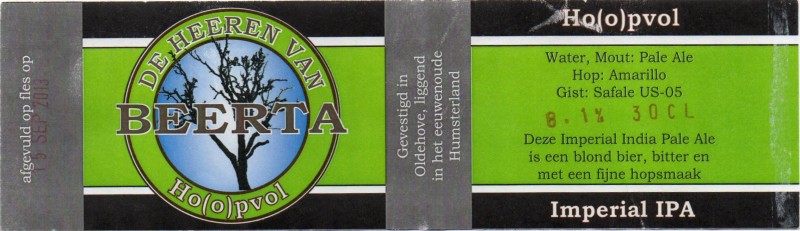 afgevuld op fles op
SEP 2013
DE HEEREN VAN
BEERTA
Ho(o)pvol
Gevestigd in
Oldehove, liggend
in het eeuwenoude
Humsterland
Ho(o)pvol
Water, Mout: Pale Ale
Hop: Amarillo
Gist: Safale US-05
8.1% 30CL
Deze Imperial India Pale Ale
is een blond bier, bitter en
met een fijne hopsmaak
Imperial IPA